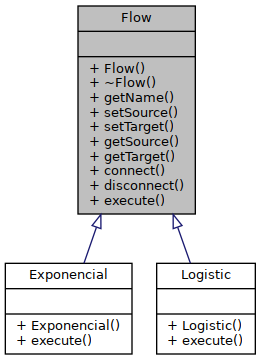 Flow
+ Flow()
+ ~Flow()
+ getName()
+ setSource()
+ setTarget()
+ getSource()
+ getTarget()
+ connect()
+ disconnect()
+ execute()
Exponencial
+ Exponencial()
+ execute()
Logistic
+ Logistic()
+ execute()